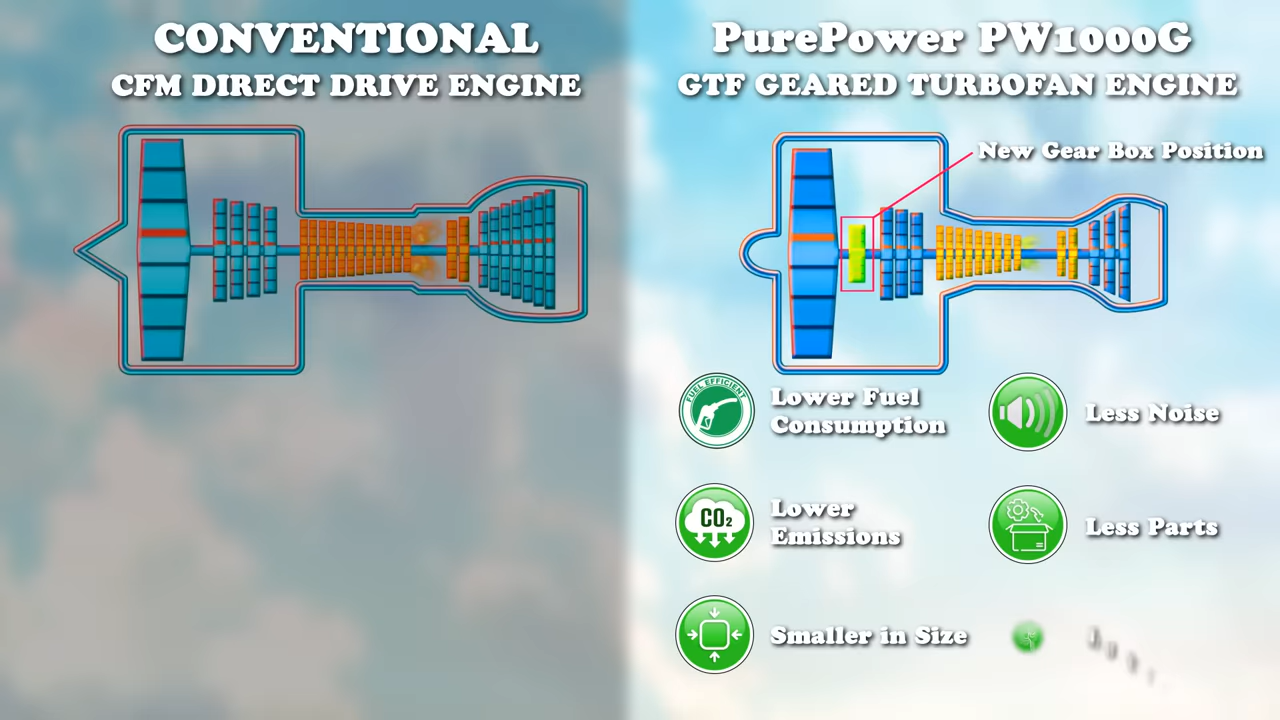 CONVENTIONAL
CFM DIRECT DRIVE ENGINE
PurePower PW1000G
GTF GEARED TURBOFAN ENGINE
New Gear Box Position
FUEL EFFICIENT
Lower Fuel
Consumption
Less Noise
CO₂
Lower
Emissions
Less Parts
Smaller in Size